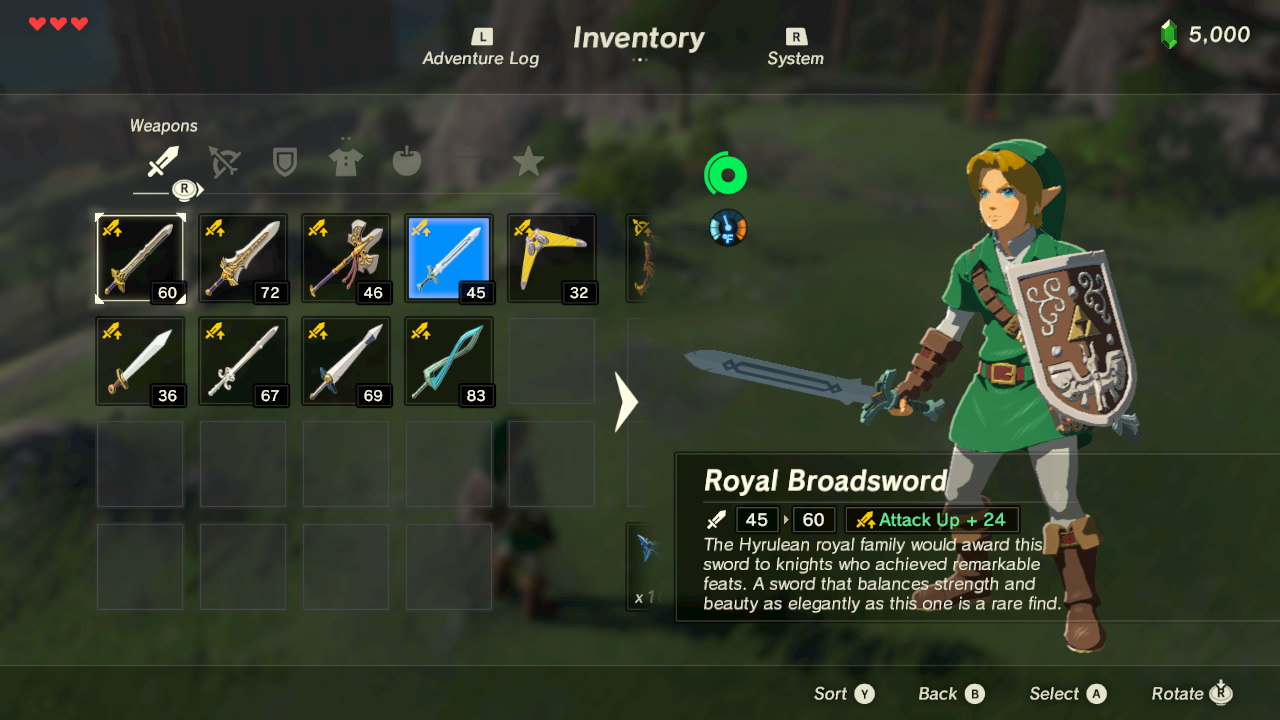 L
Adventure Log
Inventory
R
System
5,000
Weapons
R
60
72
46
45
32
36
67
69
83
x 1
°F
Royal Broadsword
45 60 Attack Up + 24
The Hyrulean royal family would award this
sword to knights who achieved remarkable
feats. A sword that balances strength and
beauty as elegantly as this one is a rare find.
Sort Y Back B Select A Rotate R